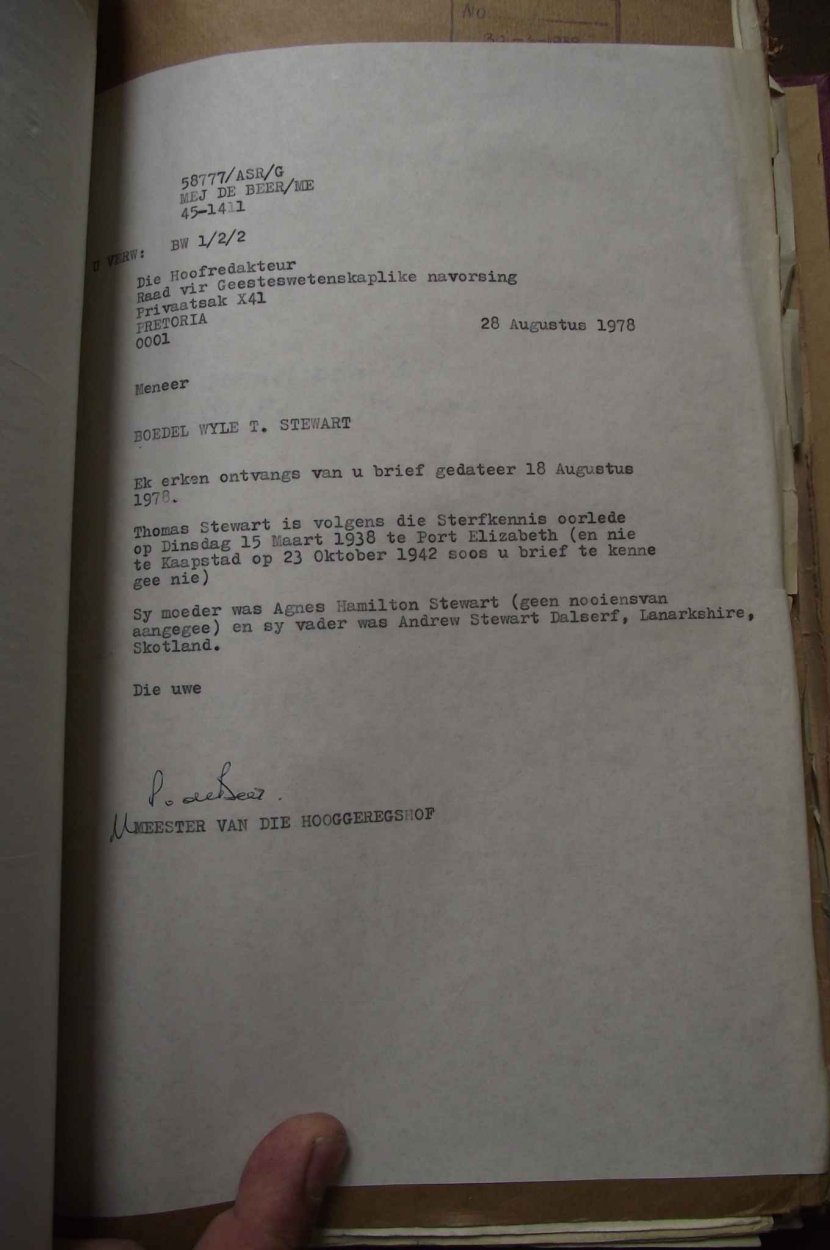 No.
58777/ASR/G
MEJ DE BEER/ME
45-1411
U VERW: BW 1/2/2
Die Hoofredakteur
Raad vir Geesteswetenskaplike navorsing
Privaatsak X41
PRETORIA
0001
28 Augustus 1978
Meneer
BOEDEL WYLE T. STEWART
Ek erken ontvangs van u brief gedateer 18 Augustus
1978.
Thomas Stewart is volgens die Sterfkennis oorlede
op Dinsdag 15 Maart 1938 te Port Elizabeth (en nie
te Kaapstad op 23 Oktober 1942 soos u brief te kenne
gee nie)
Sy moeder was Agnes Hamilton Stewart (geen nooiensvan
aangegee) en sy vader was Andrew Stewart Dalserf, Lanarkshire,
Skotland.
Die uwe
P. de Beer.
MEESTER VAN DIE HOOGGEREGSHOF